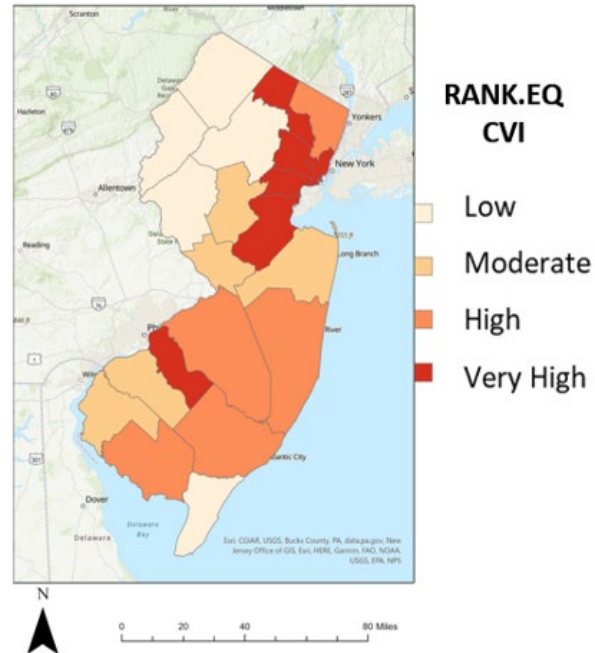 Scranton
Middletown
RANK.EQ
CVI
Hazleton
Yonkers
New York
Allentown
Low
Reading
Long Branch
Moderate
High
River
Very High
Atlantic City
Dover
Delaware
Bay
Delaware
Esri, CGIAR, USGS, Bucks County, PA, data.pa.gov, New
Jersey Office of GIS, Esri, HERE, Garmin, FAO, NOAA,
USGS, EPA, NPS
N
0 20 40 80 Miles